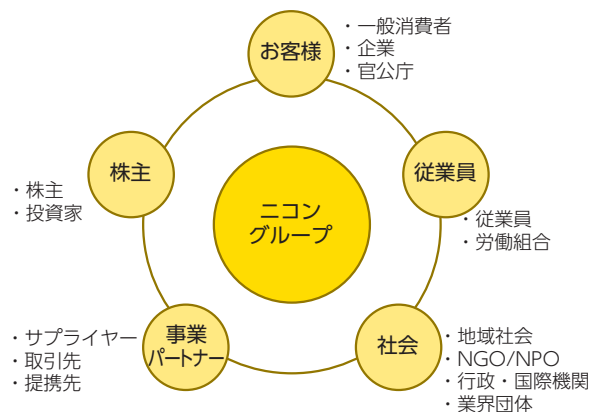 お客様
・一般消費者
・企業
・官公庁
株主
・株主
・投資家
従業員
・従業員
・労働組合
ニコン
グループ
事業
パートナー
・サプライヤー
・取引先
・提携先
社会
・地域社会
・NGO/NPO
・行政・国際機関
・業界団体